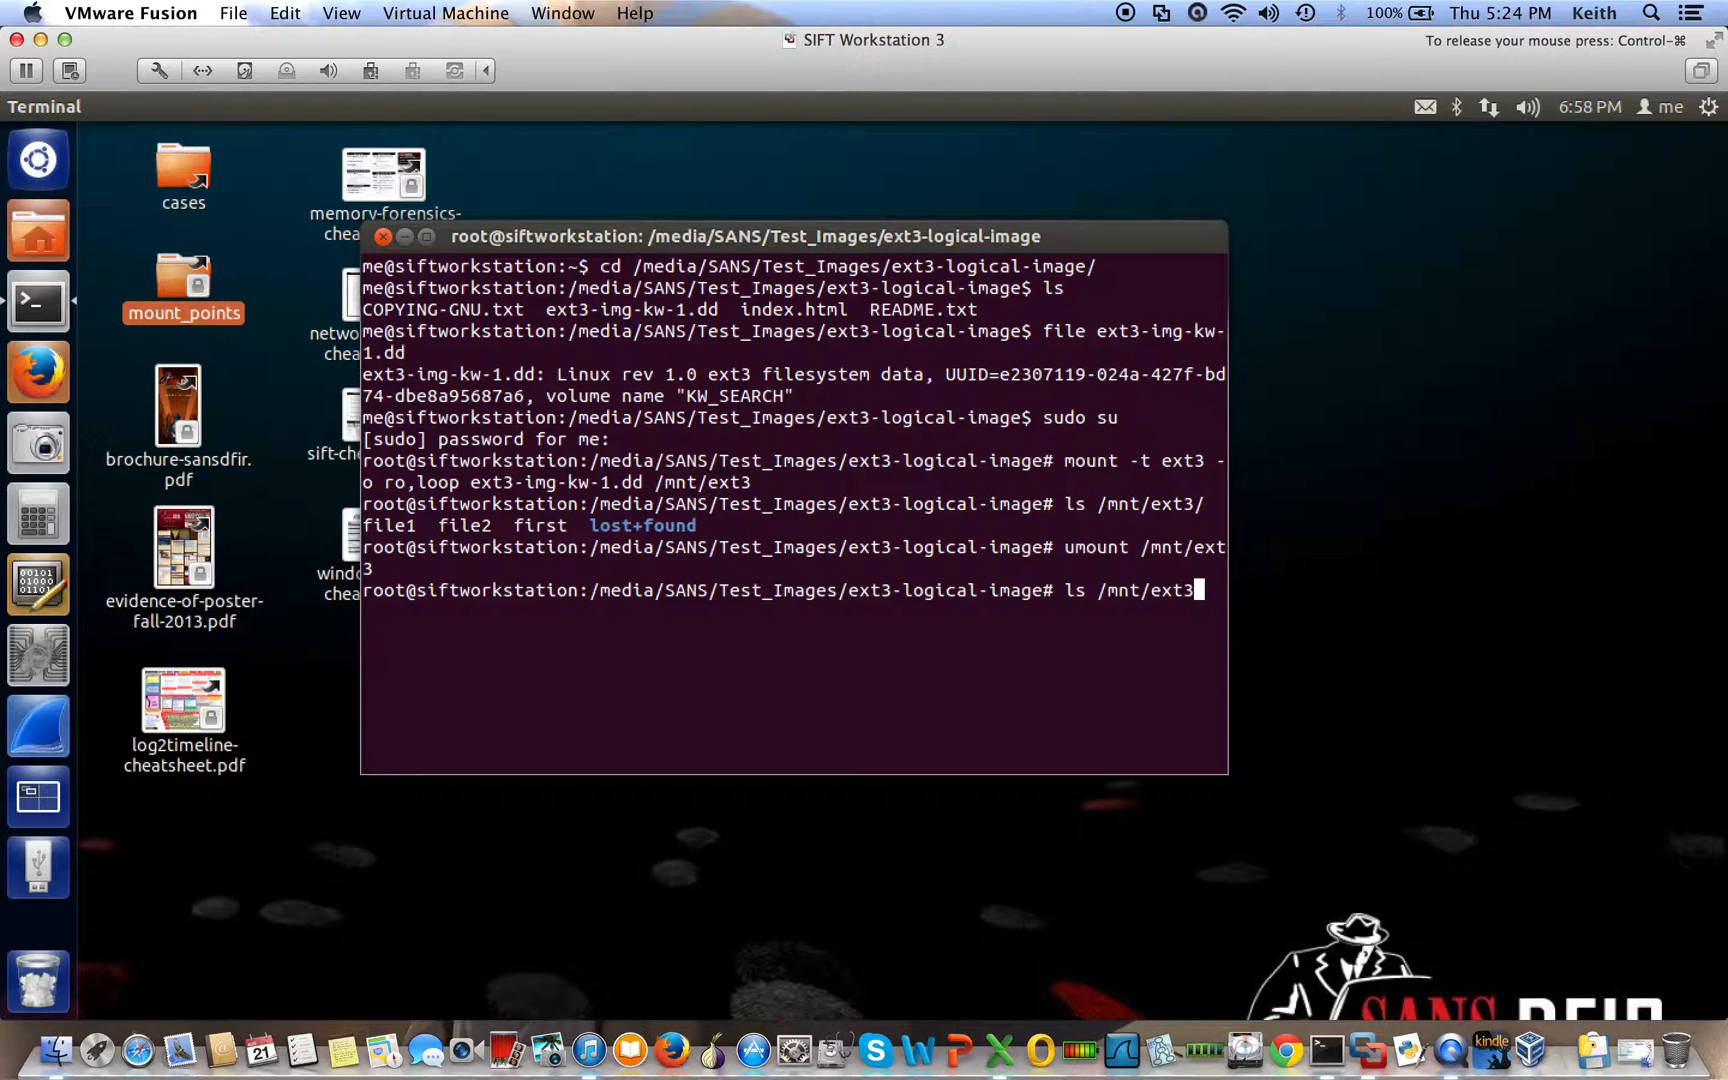 VMware Fusion File Edit View Virtual Machine Window Help 100% Thu 5:24 PM Keith
SIFT Workstation 3
To release your mouse press: Control-⌘
Terminal 6:58 PM me
cases
memory-forensics-
chea
mount_points
netwo
chea
brochure-sansdfir.
pdf
sift-che
evidence-of-poster-
fall-2013.pdf
windo
chea
log2timeline-
cheatsheet.pdf
root@siftworkstation: /media/SANS/Test_Images/ext3-logical-image
me@siftworkstation:~$ cd /media/SANS/Test_Images/ext3-logical-image/
me@siftworkstation:/media/SANS/Test_Images/ext3-logical-image$ ls
COPYING-GNU.txt ext3-img-kw-1.dd index.html README.txt
me@siftworkstation:/media/SANS/Test_Images/ext3-logical-image$ file ext3-img-kw-
1.dd
ext3-img-kw-1.dd: Linux rev 1.0 ext3 filesystem data, UUID=e2307119-024a-427f-bd
74-dbe8a95687a6, volume name "KW_SEARCH"
me@siftworkstation:/media/SANS/Test_Images/ext3-logical-image$ sudo su
[sudo] password for me:
root@siftworkstation:/media/SANS/Test_Images/ext3-logical-image# mount -t ext3 -
o ro,loop ext3-img-kw-1.dd /mnt/ext3
root@siftworkstation:/media/SANS/Test_Images/ext3-logical-image# ls /mnt/ext3/
file1 file2 first lost+found
root@siftworkstation:/media/SANS/Test_Images/ext3-logical-image# umount /mnt/ext
3
root@siftworkstation:/media/SANS/Test_Images/ext3-logical-image# ls /mnt/ext3
SANS DFIR
21
kindle